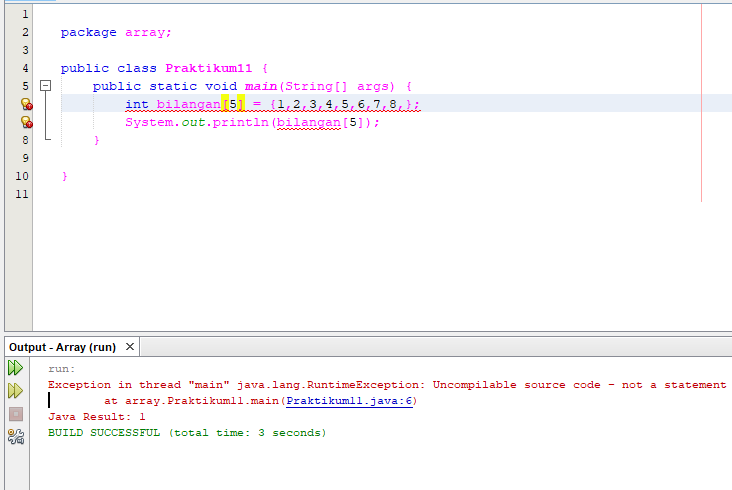 1
2 package array;
3
4 public class Praktikum11 {
5 public static void main(String[] args) {
int bilangan[5] = {1,2,3,4,5,6,7,8,};
System.out.println(bilangan[5]);
8 }
9
10 }
11
Output - Array (run) ×
run:
Exception in thread "main" java.lang.RuntimeException: Uncompilable source code - not a statement
at array.Praktikum11.main(Praktikum11.java:6)
Java Result: 1
BUILD SUCCESSFUL (total time: 3 seconds)